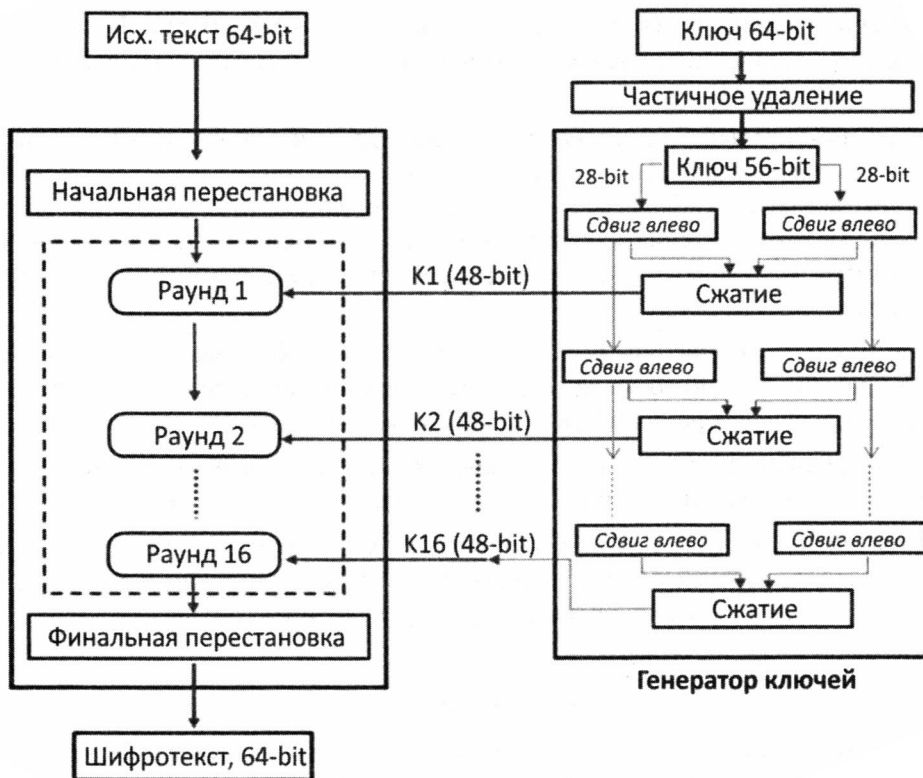 Исх. текст 64-bit
Начальная перестановка
Раунд 1
Раунд 2
Раунд 16
Финальная перестановка
Шифротекст, 64-bit
K1 (48-bit)
K2 (48-bit)
K16 (48-bit)
Ключ 64-bit
Частичное удаление
Ключ 56-bit
28-bit
28-bit
Сдвиг влево
Сдвиг влево
Сжатие
Сдвиг влево
Сдвиг влево
Сжатие
Сдвиг влево
Сдвиг влево
Сжатие
Генератор ключей